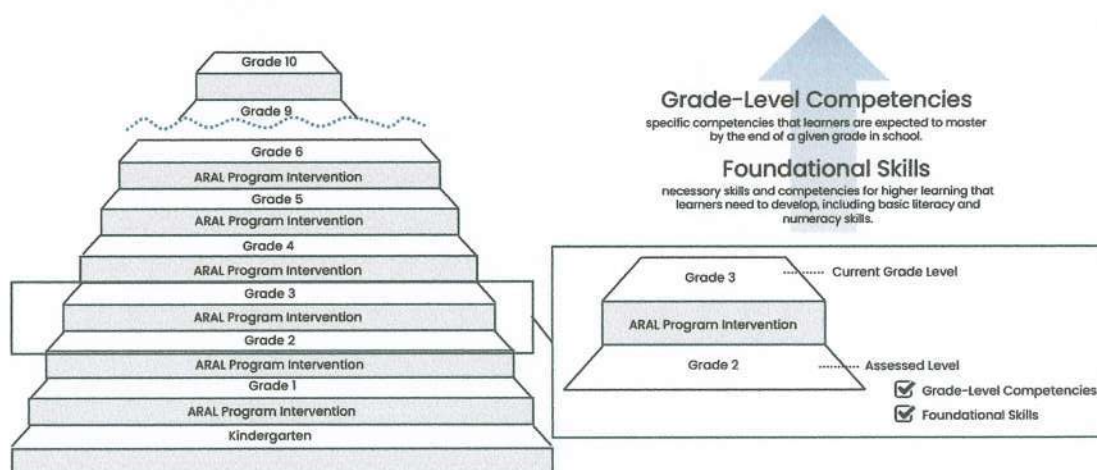 Grade 10
Grade 9
Grade 6
ARAL Program Intervention
Grade 5
ARAL Program Intervention
Grade 4
ARAL Program Intervention
Grade 3
ARAL Program Intervention
Grade 2
ARAL Program Intervention
Grade 1
ARAL Program Intervention
Kindergarten
Grade-Level Competencies
specific competencies that learners are expected to master
by the end of a given grade in school.
Foundational Skills
necessary skills and competencies for higher learning that
learners need to develop, including basic literacy and
numeracy skills.
Grade 3
Current Grade Level
ARAL Program Intervention
Grade 2
Assessed Level
Grade-Level Competencies
Foundational Skills